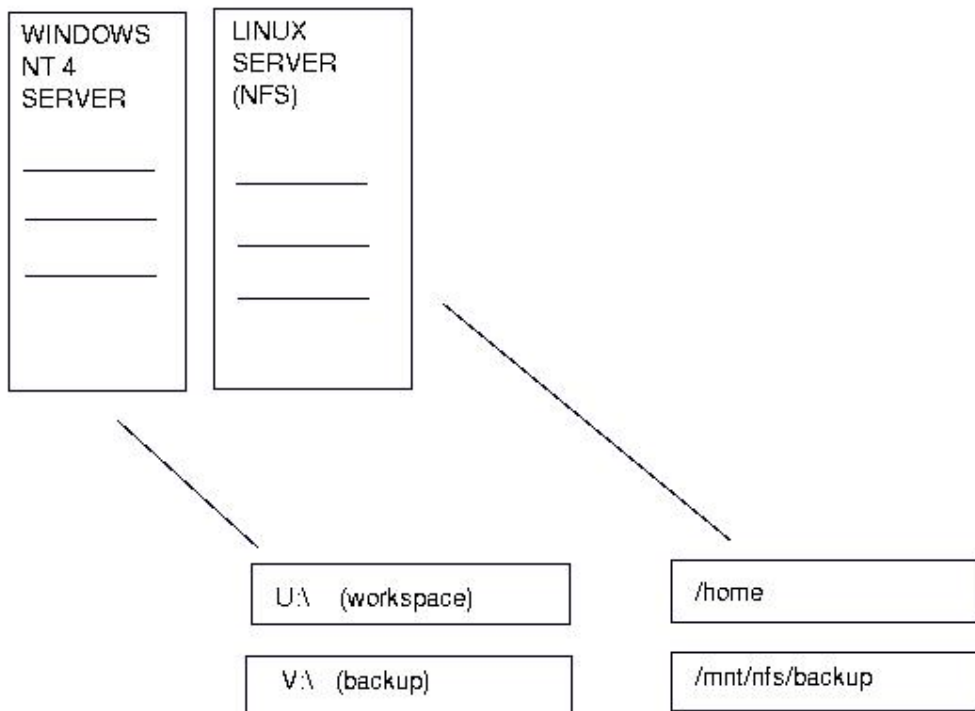 WINDOWS
NT 4
SERVER
LINUX
SERVER
(NFS)
U:\ (workspace)
V:\ (backup)
/home
/mnt/nfs/backup